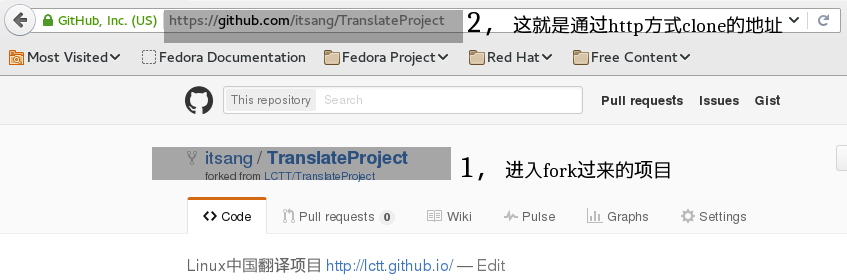 GitHub, Inc. (US) https://github.com/itsang/TranslateProject 2， 这就是通过http方式clone的地址
Most Visited Fedora Documentation Fedora Project Red Hat Free Content
This repository Search Pull requests Issues Gist
itsang / TranslateProject
forked from LCTT/TranslateProject
1， 进入fork过来的项目
Code Pull requests 0 Wiki Pulse Graphs Settings
Linux中国翻译项目 http://lctt.github.io/ — Edit